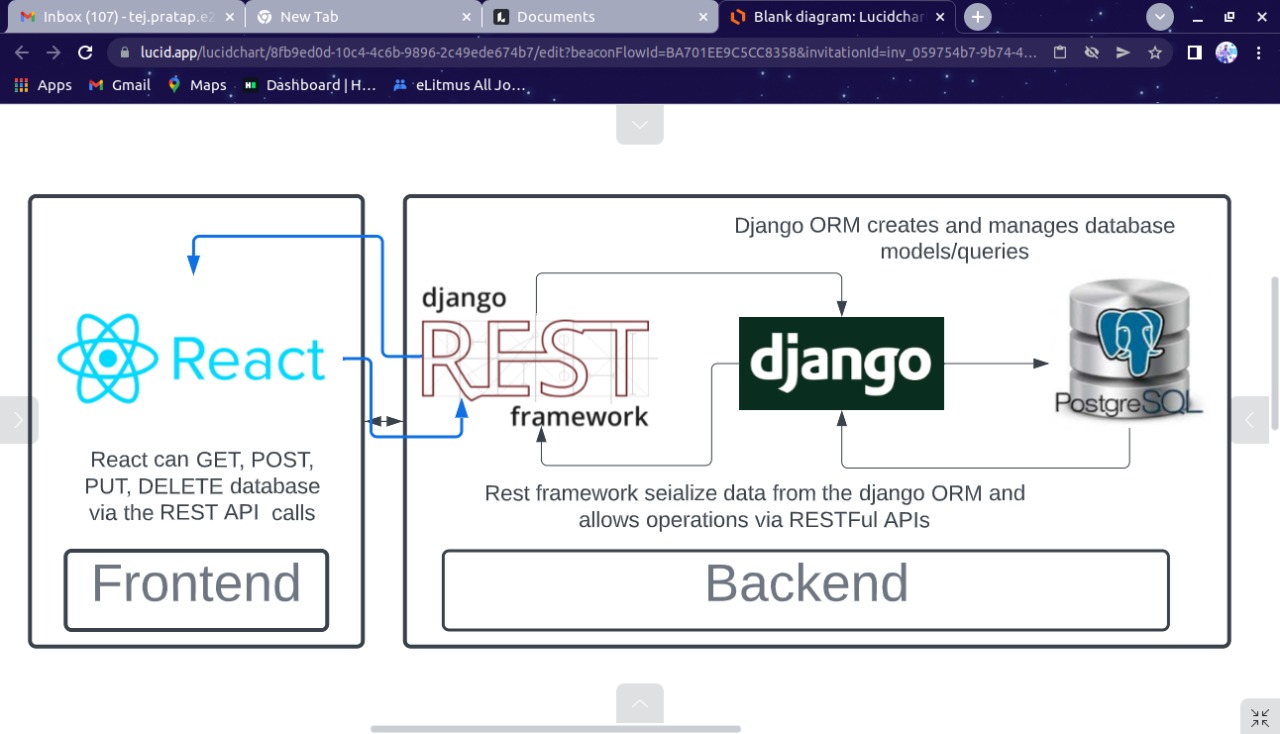 Inbox (107) - tej.pratap.e2
New Tab
Documents
Blank diagram: Lucidchar
lucid.app/lucidchart/8fb9ed0d-10c4-4c6b-9896-2c49ede674b7/edit?beaconFlowId=BA701EE9C5CC8358&invitationId=inv_059754b7-9b74-4...
Apps
Gmail
Maps
Dashboard | H...
eLitmus All Jo...
Django ORM creates and manages database
models/queries
django
REST
framework
React
django
PostgreSQL
React can GET, POST,
PUT, DELETE database
via the REST API calls
Rest framework seialize data from the django ORM and
allows operations via RESTFul APIs
Frontend
Backend